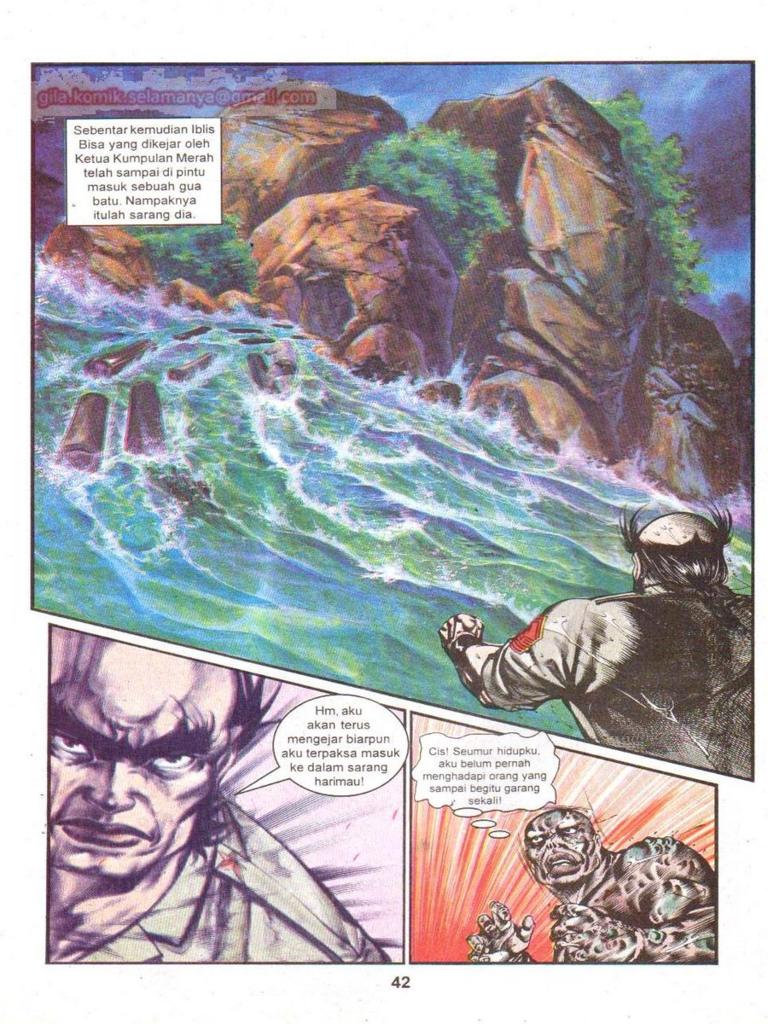 gila.komik.selamanya@gmail.com
Sebentar kemudian Iblis
Bisa yang dikejar oleh
Ketua Kumpulan Merah
telah sampai di pintu
masuk sebuah gua
batu. Nampaknya
itulah sarang dia.
Hm, aku
akan terus
mengejar biarpun
aku terpaksa masuk
ke dalam sarang
harimau!
Cis! Seumur hidupku,
aku belum pernah
menghadapi orang yang
sampai begitu garang
sekali!
42